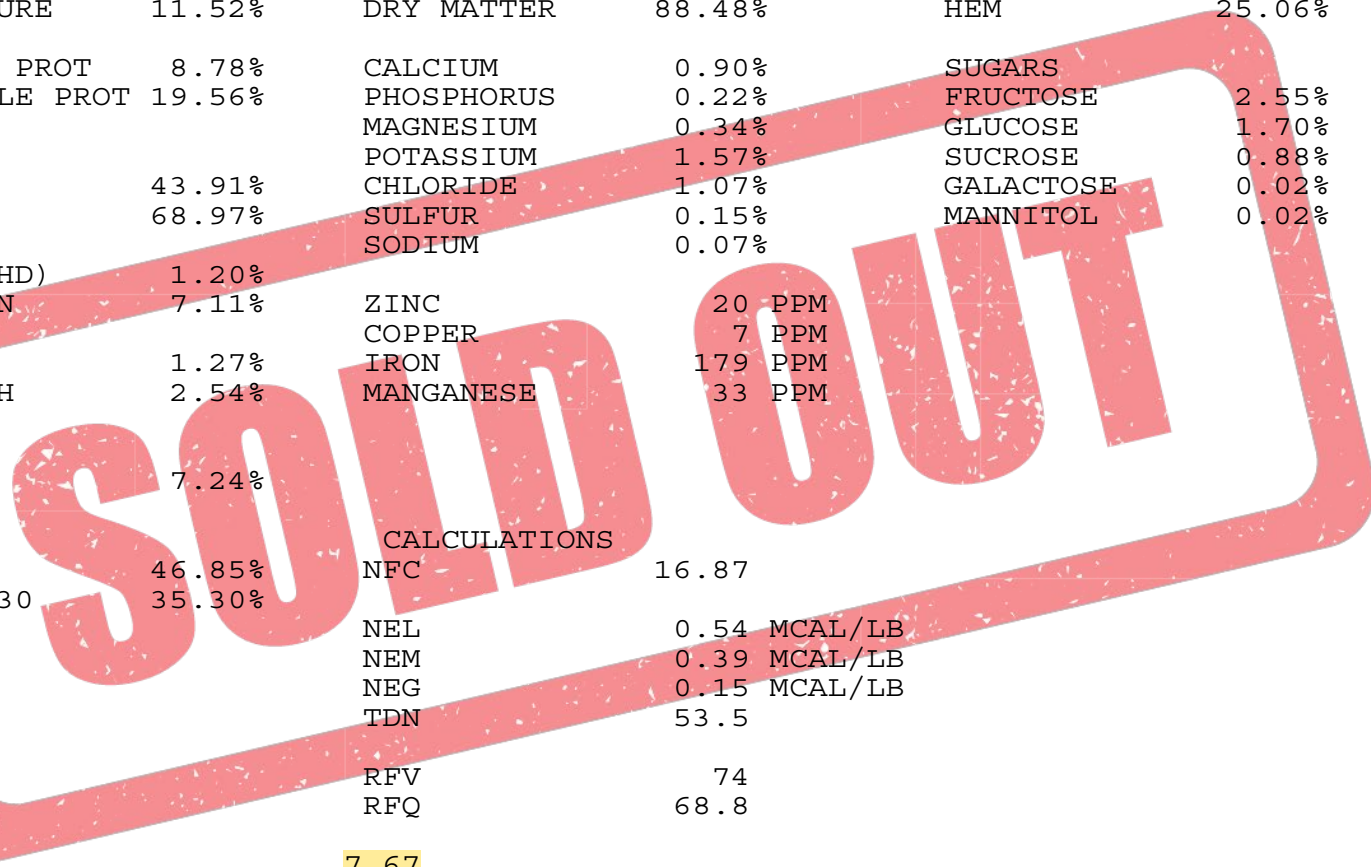 URE 11.52% DRY MATTER 88.48% HEM 25.06%
PROT 8.78% CALCIUM 0.90% SUGARS
LE PROT 19.56% PHOSPHORUS 0.22% FRUCTOSE 2.55%
MAGNESIUM 0.34% GLUCOSE 1.70%
POTASSIUM 1.57% SUCROSE 0.88%
43.91% CHLORIDE 1.07% GALACTOSE 0.02%
68.97% SULFUR 0.15% MANNITOL 0.02%
SODIUM 0.07%
HD) 1.20%
N 7.11% ZINC 20 PPM
COPPER 7 PPM
1.27% IRON 179 PPM
H 2.54% MANGANESE 33 PPM
7.24%
SOLD OUT
CALCULATIONS
46.85% NFC 16.87
30 35.30%
NEL 0.54 MCAL/LB
NEM 0.39 MCAL/LB
NEG 0.15 MCAL/LB
TDN 53.5
RFV 74
RFQ 68.8
7.67